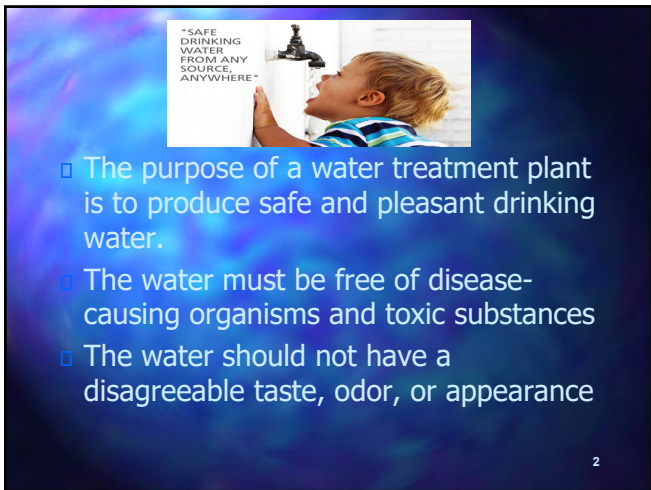 "SAFE
DRINKING
WATER
FROM ANY
SOURCE,
ANYWHERE"
The purpose of a water treatment plant
is to produce safe and pleasant drinking
water.
The water must be free of disease-
causing organisms and toxic substances
The water should not have a
disagreeable taste, odor, or appearance
2